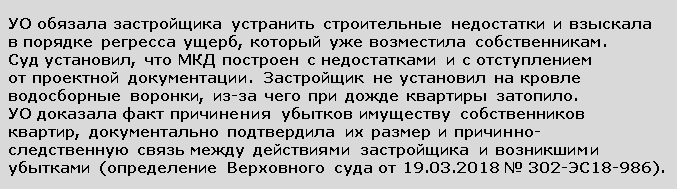 УО обязала застройщика устранить строительные недостатки и взыскала
в порядке регресса ущерб, который уже возместила собственникам.
Суд установил, что МКД построен с недостатками и с отступлением
от проектной документации. Застройщик не установил на кровле
водосборные воронки, из-за чего при дожде квартиры затопило.
УО доказала факт причинения убытков имуществу собственников
квартир, документально подтвердила их размер и причинно-
следственную связь между действиями застройщика и возникшими
убытками (определение Верховного суда от 19.03.2018 № 302-ЭС18-986).